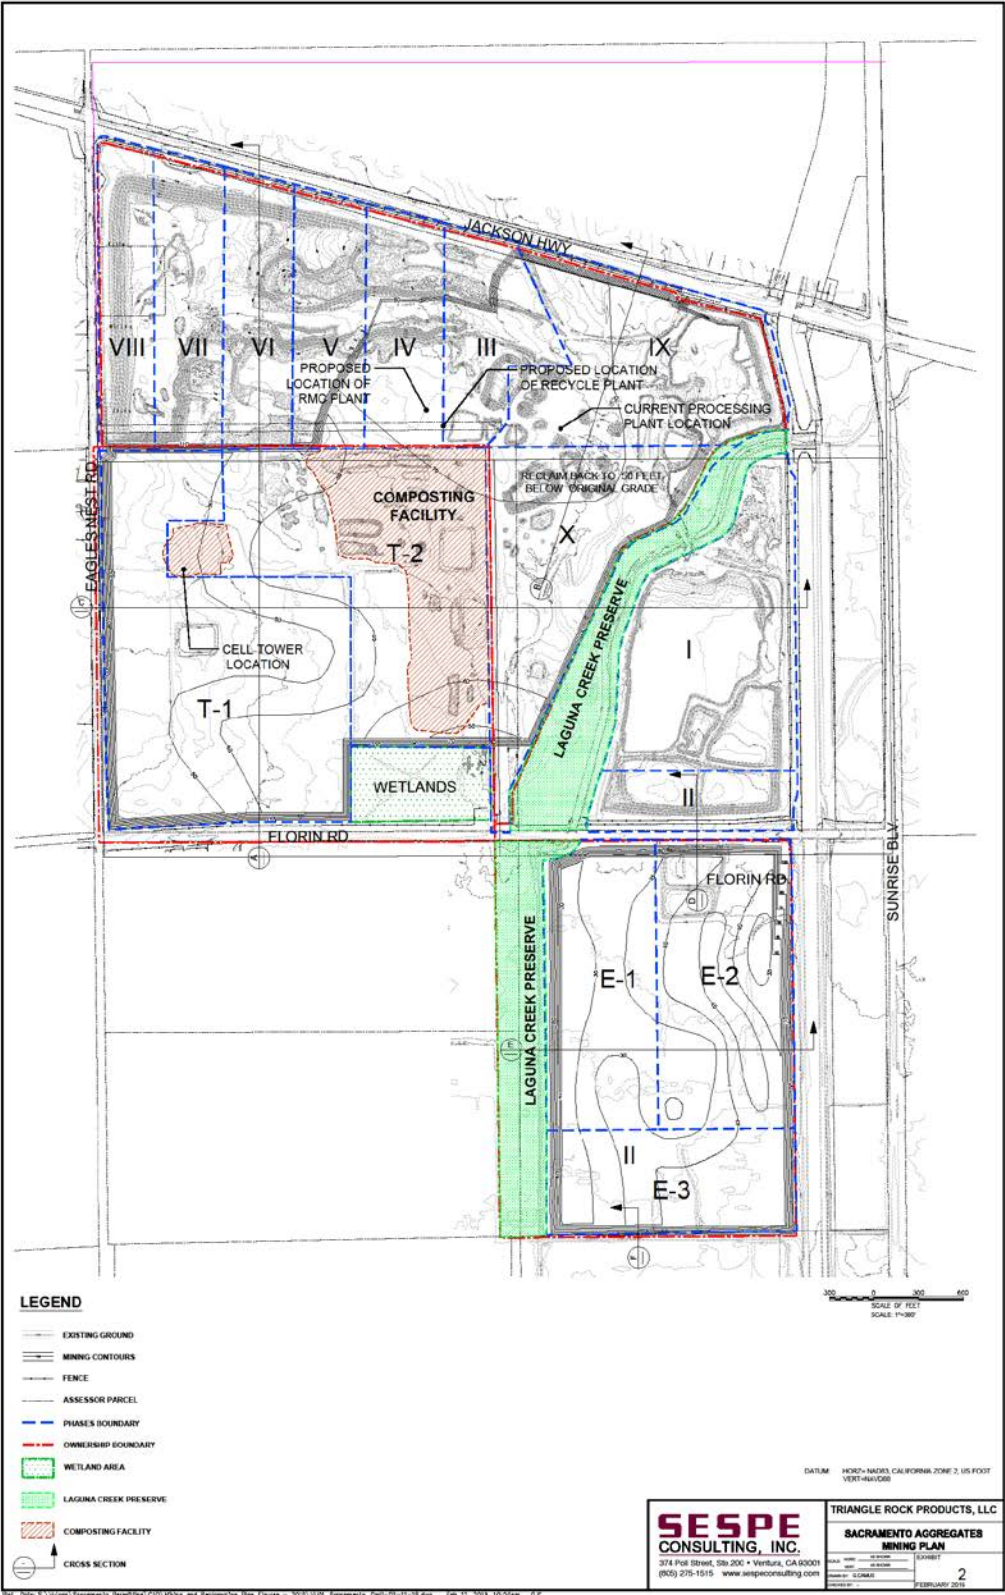 JACKSON HWY
VIII
VII
VI
V
IV
III
IX
PROPOSED
LOCATION OF
RMC PLANT
PROPOSED LOCATION
OF RECYCLE PLANT
CURRENT PROCESSING
PLANT LOCATION
EAGLES NEST RD
COMPOSTING
FACILITY
T-2
RECLAIM BACK TO 50 FEET
BELOW ORIGINAL GRADE
X
B
CELL TOWER
LOCATION
T-1
LAGUNA CREEK PRESERVE
I
II
WETLANDS
FLORIN RD
A
SUNRISE BLV
FLORIN RD
D
E-1
E-2
LAGUNA CREEK PRESERVE
II
E-3
LEGEND
EXISTING GROUND
MINING CONTOURS
FENCE
ASSESSOR PARCEL
PHASES BOUNDARY
OWNERSHIP BOUNDARY
WETLAND AREA
LAGUNA CREEK PRESERVE
COMPOSTING FACILITY
CROSS SECTION
300 0 300 600
SCALE OF FEET
SCALE: 1"=300'
DATUM: HORZ= NAD83, CALIFORNIA ZONE 2, US FOOT
VERT=NAVD88
SESPE
CONSULTING, INC.
374 Poli Street, Ste 200 • Ventura, CA 93001
(805) 275-1515 www.sespeconsulting.com
TRIANGLE ROCK PRODUCTS, LLC
SACRAMENTO AGGREGATES
MINING PLAN
EXHIBIT
2
FEBRUARY 2019